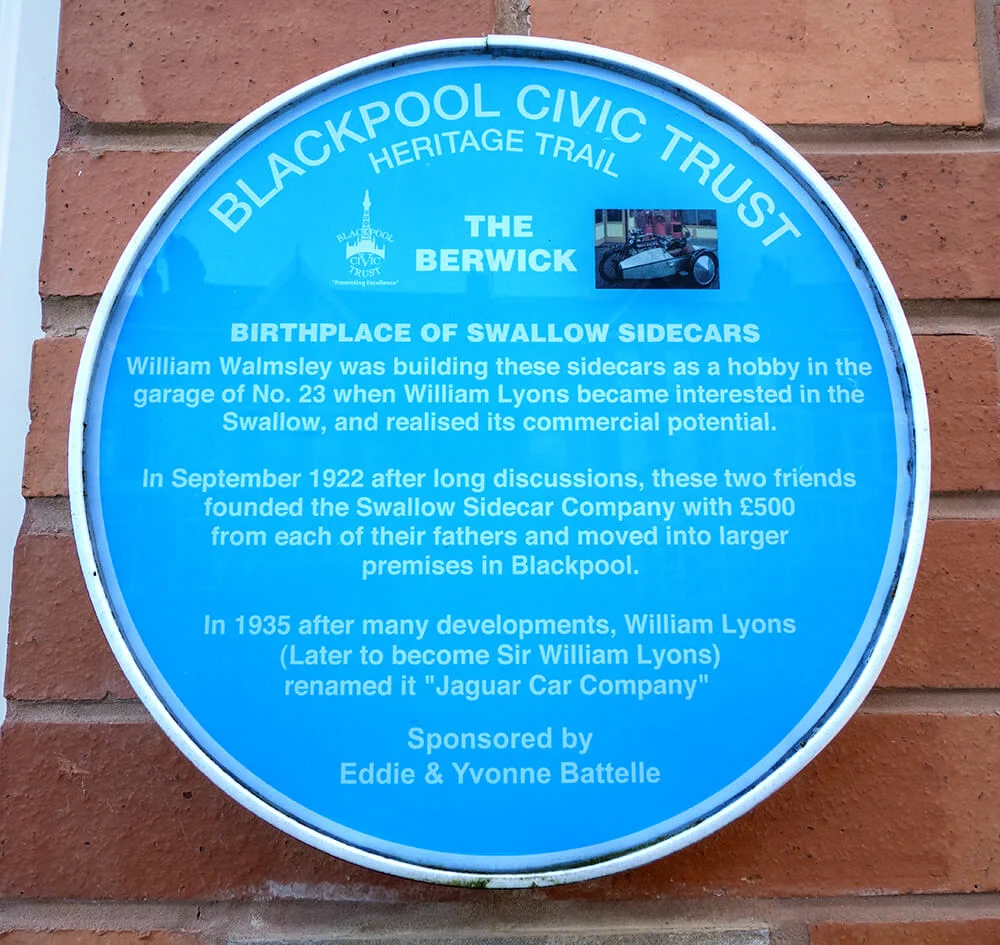 BLACKPOOL CIVIC TRUST
HERITAGE TRAIL
BLACKPOOL
CIVIC
TRUST
"Promoting Excellence"
THE
BERWICK
BIRTHPLACE OF SWALLOW SIDECARS
William Walmsley was building these sidecars as a hobby in the
garage of No. 23 when William Lyons became interested in the
Swallow, and realised its commercial potential.
In September 1922 after long discussions, these two friends
founded the Swallow Sidecar Company with £500
from each of their fathers and moved into larger
premises in Blackpool.
In 1935 after many developments, William Lyons
(Later to become Sir William Lyons)
renamed it "Jaguar Car Company"
Sponsored by
Eddie & Yvonne Battelle